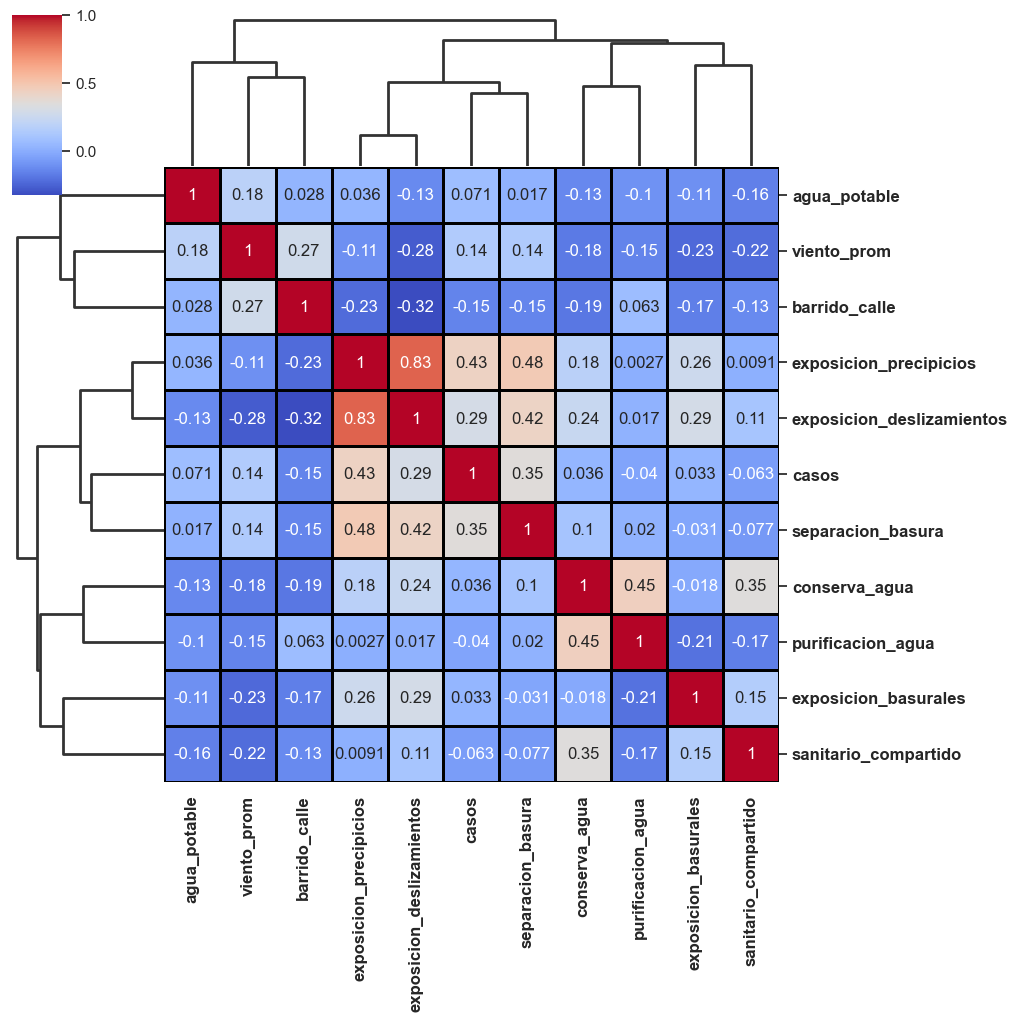 1.0
0.5
0.0
1 0.18 0.028 0.036 -0.13 0.071 0.017 -0.13 -0.1 -0.11 -0.16 agua_potable
0.18 1 0.27 -0.11 -0.28 0.14 0.14 -0.18 -0.15 -0.23 -0.22 viento_prom
0.028 0.27 1 -0.23 -0.32 -0.15 -0.15 -0.19 0.063 -0.17 -0.13 barrido_calle
0.036 -0.11 -0.23 1 0.83 0.43 0.48 0.18 0.0027 0.26 0.0091 exposicion_precipicios
-0.13 -0.28 -0.32 0.83 1 0.29 0.42 0.24 0.017 0.29 0.11 exposicion_deslizamientos
0.071 0.14 -0.15 0.43 0.29 1 0.35 0.036 -0.04 0.033 -0.063 casos
0.017 0.14 -0.15 0.48 0.42 0.35 1 0.1 0.02 -0.031 -0.077 separacion_basura
-0.13 -0.18 -0.19 0.18 0.24 0.036 0.1 1 0.45 -0.018 0.35 conserva_agua
-0.1 -0.15 0.063 0.0027 0.017 -0.04 0.02 0.45 1 -0.21 -0.17 purificacion_agua
-0.11 -0.23 -0.17 0.26 0.29 0.033 -0.031 -0.018 -0.21 1 0.15 exposicion_basurales
-0.16 -0.22 -0.13 0.0091 0.11 -0.063 -0.077 0.35 -0.17 0.15 1 sanitario_compartido
agua_potable
viento_prom
barrido_calle
exposicion_precipicios
exposicion_deslizamientos
casos
separacion_basura
conserva_agua
purificacion_agua
exposicion_basurales
sanitario_compartido